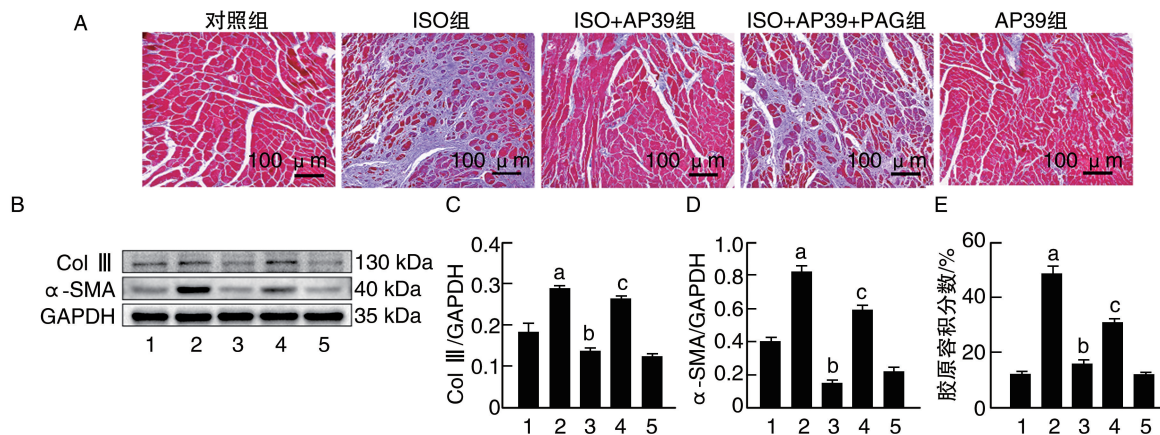 A
对照组
ISO组
ISO+AP39组
ISO+AP39+PAG组
AP39组
100 μm
100 μm
100 μm
100 μm
100 μm
B
Col Ⅲ
130 kDa
α-SMA
40 kDa
GAPDH
35 kDa
1 2 3 4 5
C
Col Ⅲ/GAPDH
0.4
0.3
0.2
0.1
0
a
b
c
1 2 3 4 5
D
α-SMA/GAPDH
1.0
0.8
0.6
0.4
0.2
0
a
b
c
1 2 3 4 5
E
胶原容积分数/%
60
40
20
0
a
b
c
1 2 3 4 5